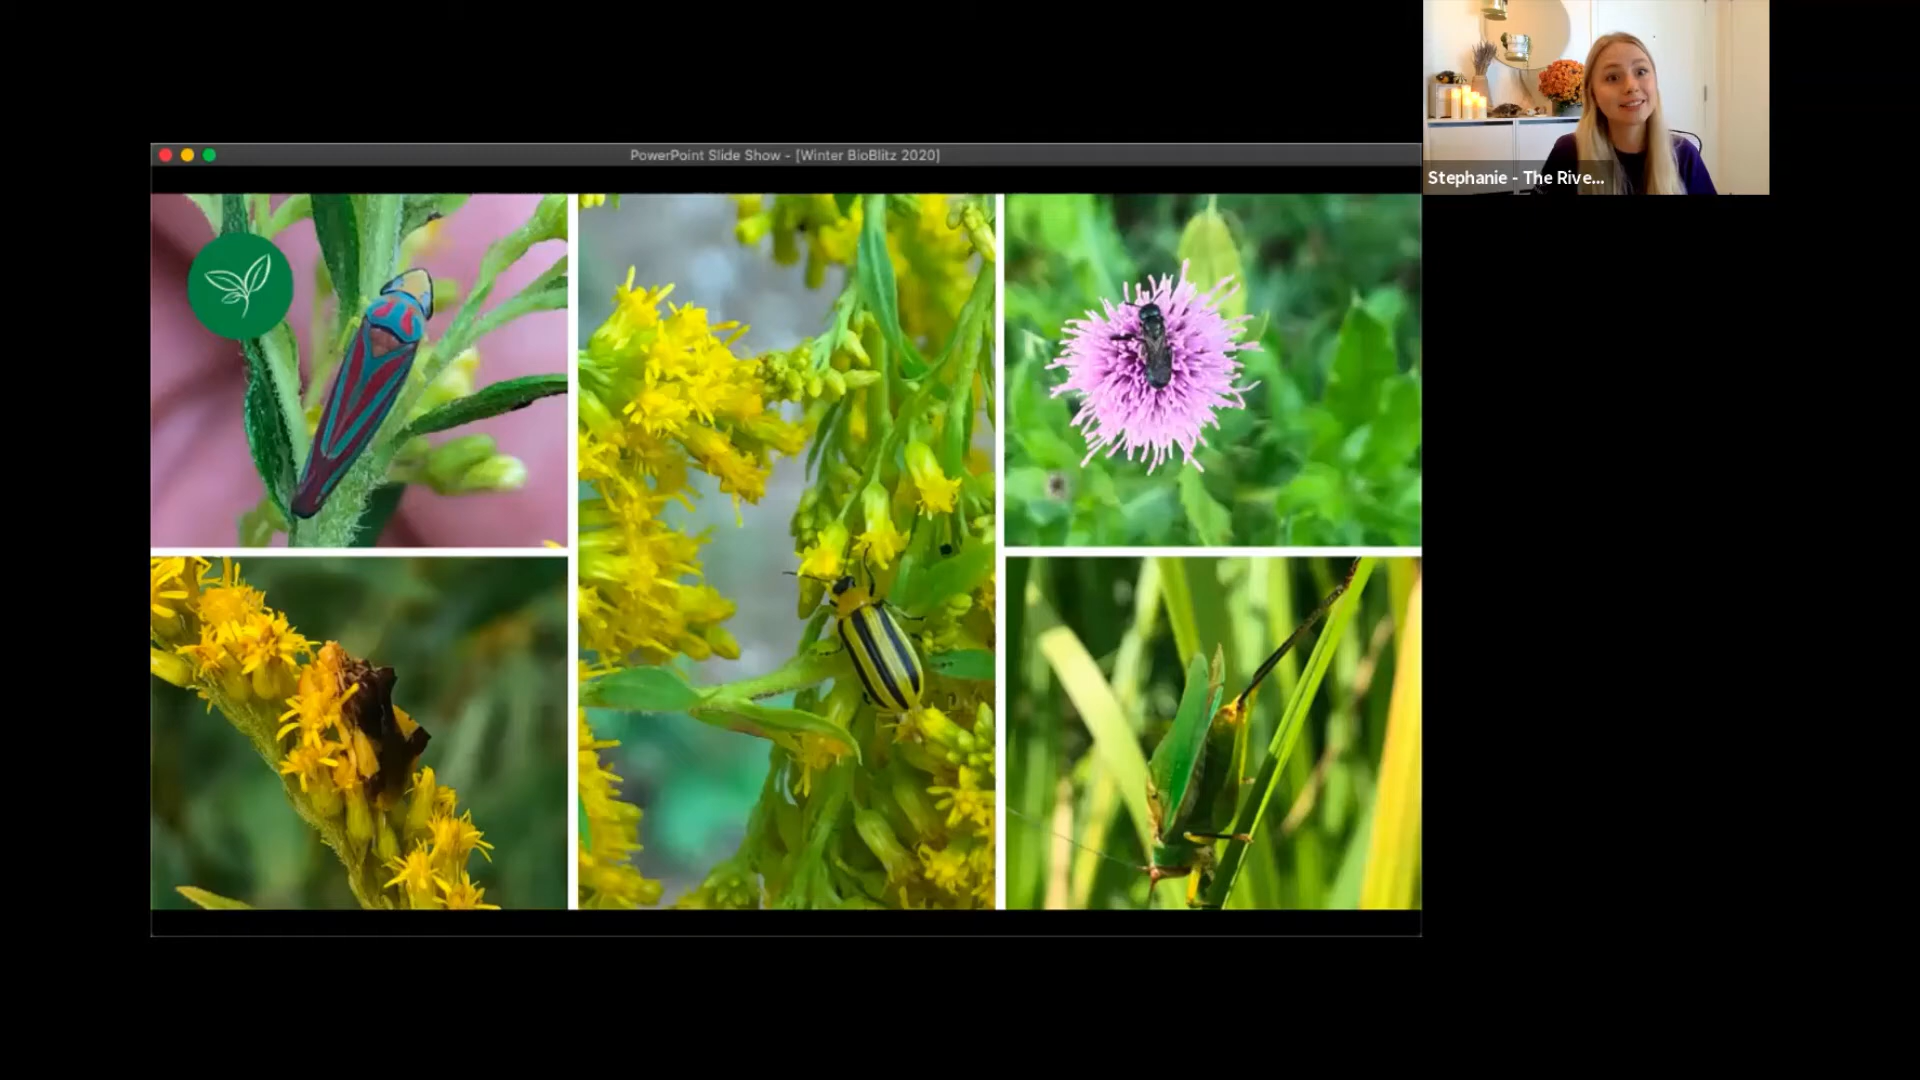 PowerPoint Slide Show - [Winter BioBlitz 2020]
Stephanie - The Rive...